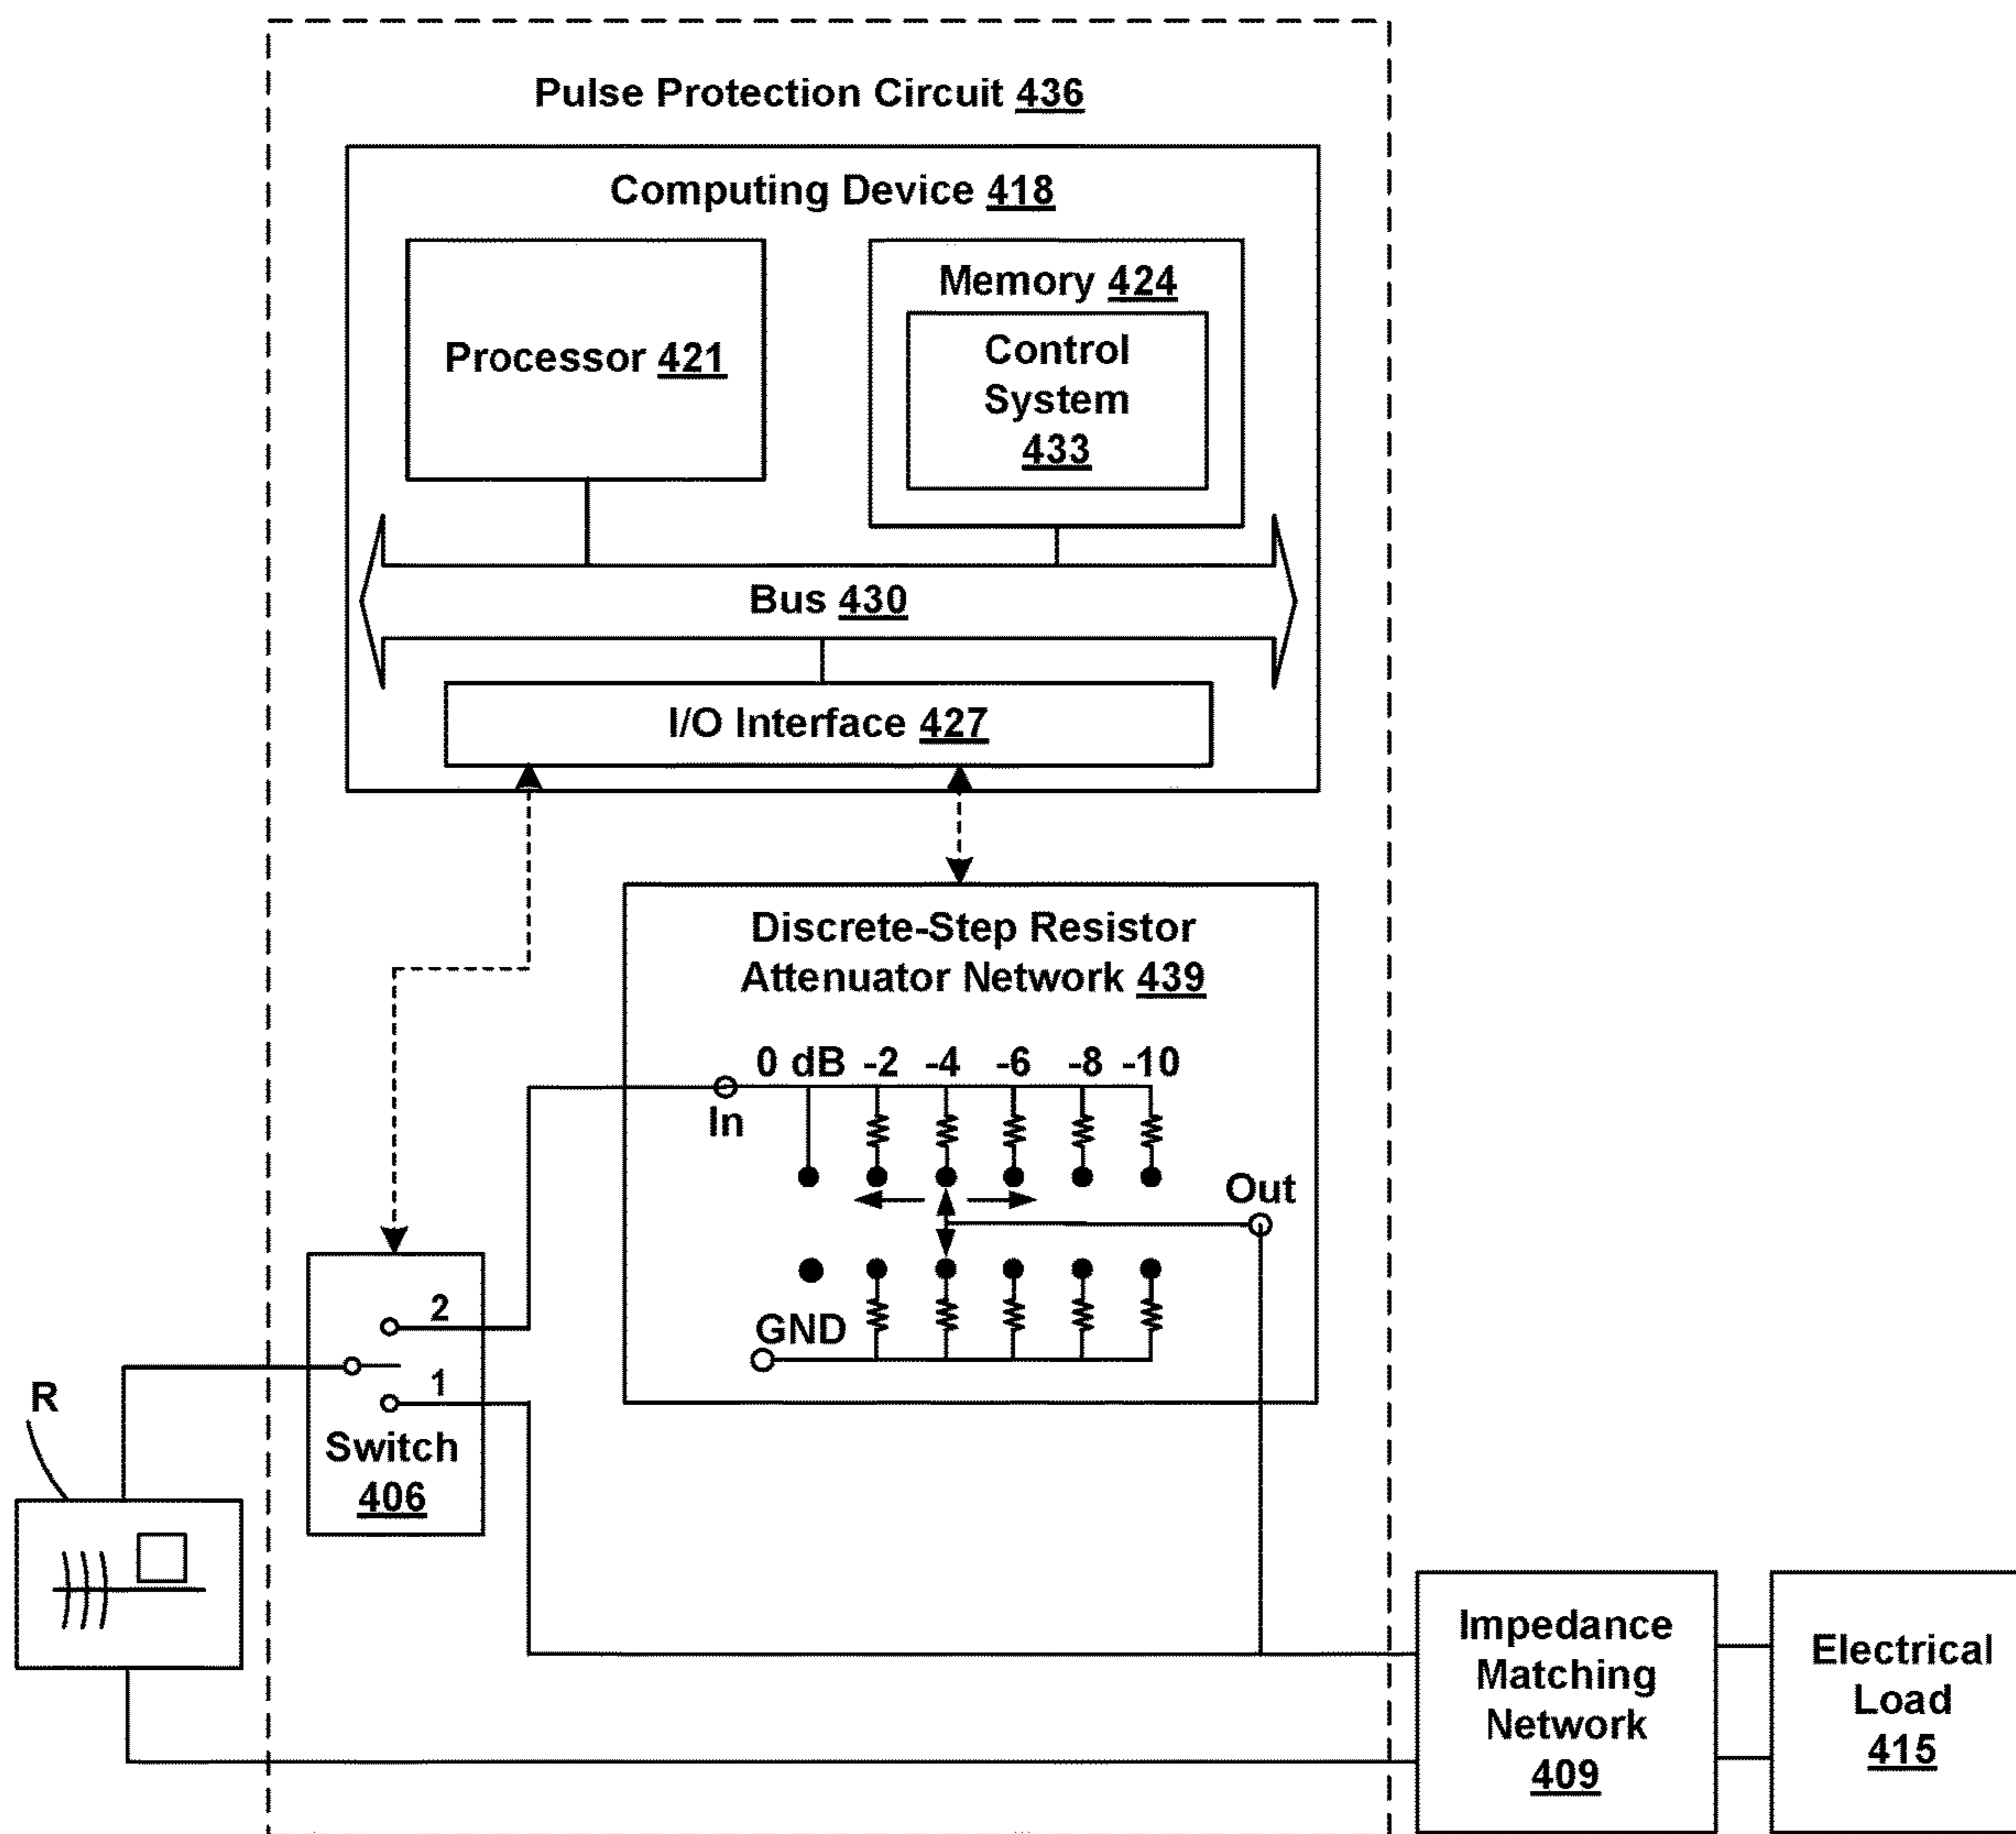 Pulse Protection Circuit 436
Computing Device 418
Processor 421
Memory 424
Control
System
433
Bus 430
I/O Interface 427
Discrete-Step Resistor
Attenuator Network 439
0 dB -2 -4 -6 -8 -10
In
Out
GND
2
1
Switch
406
R
Impedance
Matching
Network
409
Electrical
Load
415